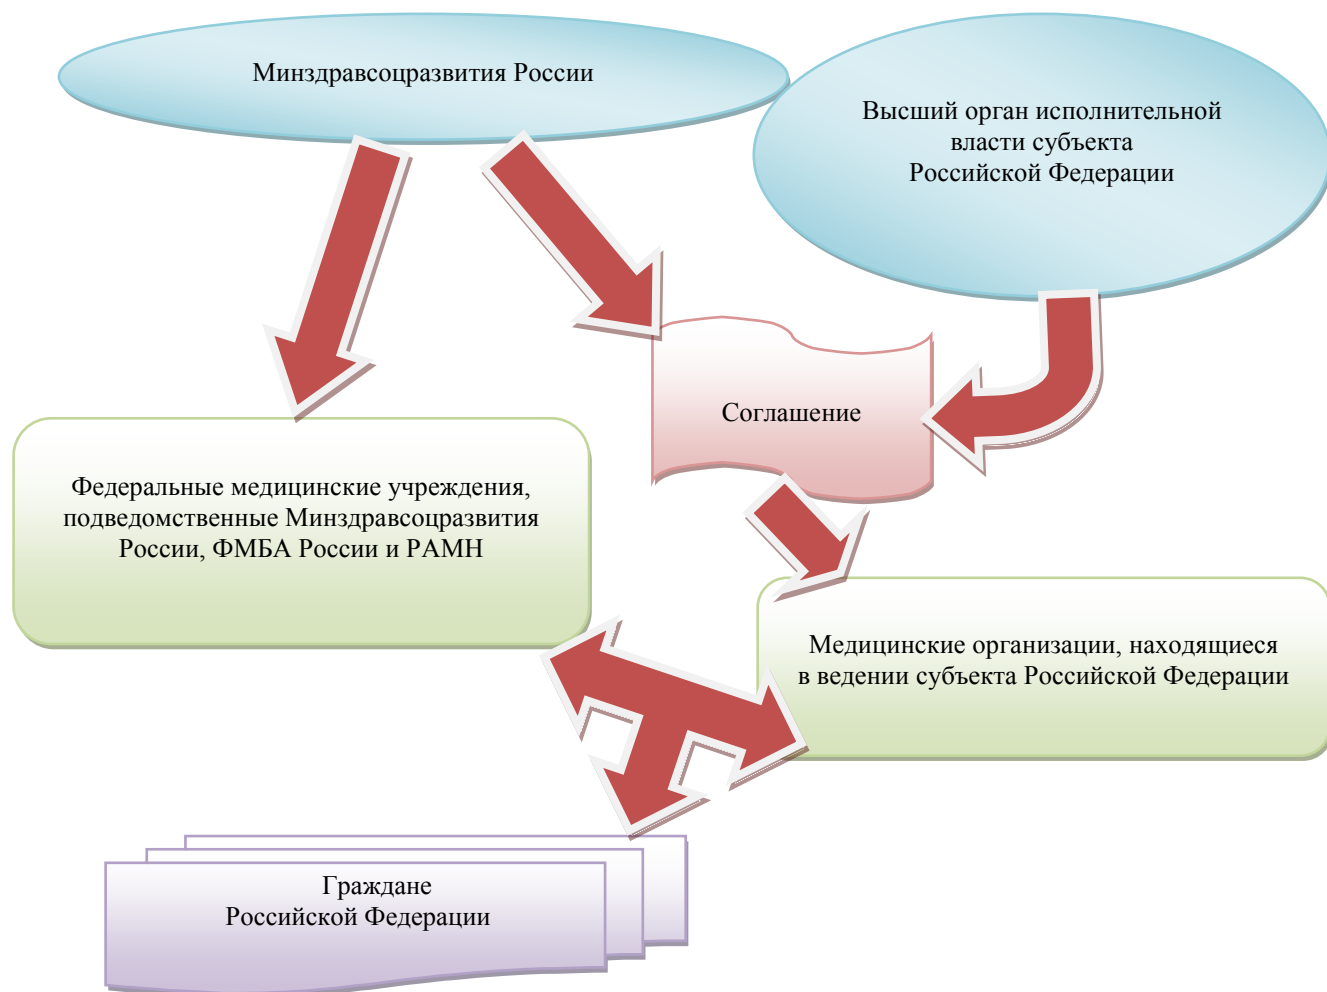 Минздравсоцразвития России
Высший орган исполнительной
власти субъекта
Российской Федерации
Соглашение
Федеральные медицинские учреждения,
подведомственные Минздравсоцразвития
России, ФМБА России и РАМН
Медицинские организации, находящиеся
в ведении субъекта Российской Федерации
Граждане
Российской Федерации